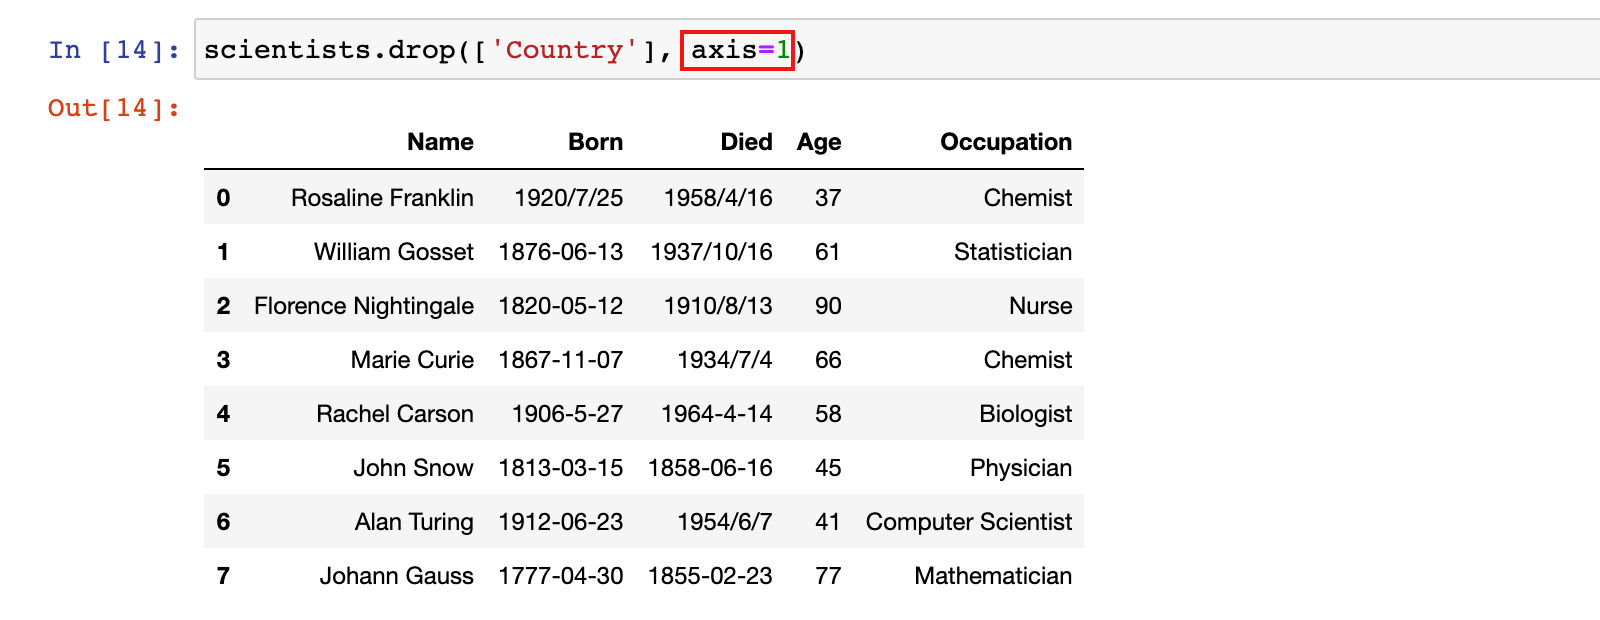 In [14]: scientists.drop(['Country'], axis=1)
Out[14]:
Name Born Died Age Occupation
0 Rosaline Franklin 1920/7/25 1958/4/16 37 Chemist
1 William Gosset 1876-06-13 1937/10/16 61 Statistician
2 Florence Nightingale 1820-05-12 1910/8/13 90 Nurse
3 Marie Curie 1867-11-07 1934/7/4 66 Chemist
4 Rachel Carson 1906-5-27 1964-4-14 58 Biologist
5 John Snow 1813-03-15 1858-06-16 45 Physician
6 Alan Turing 1912-06-23 1954/6/7 41 Computer Scientist
7 Johann Gauss 1777-04-30 1855-02-23 77 Mathematician